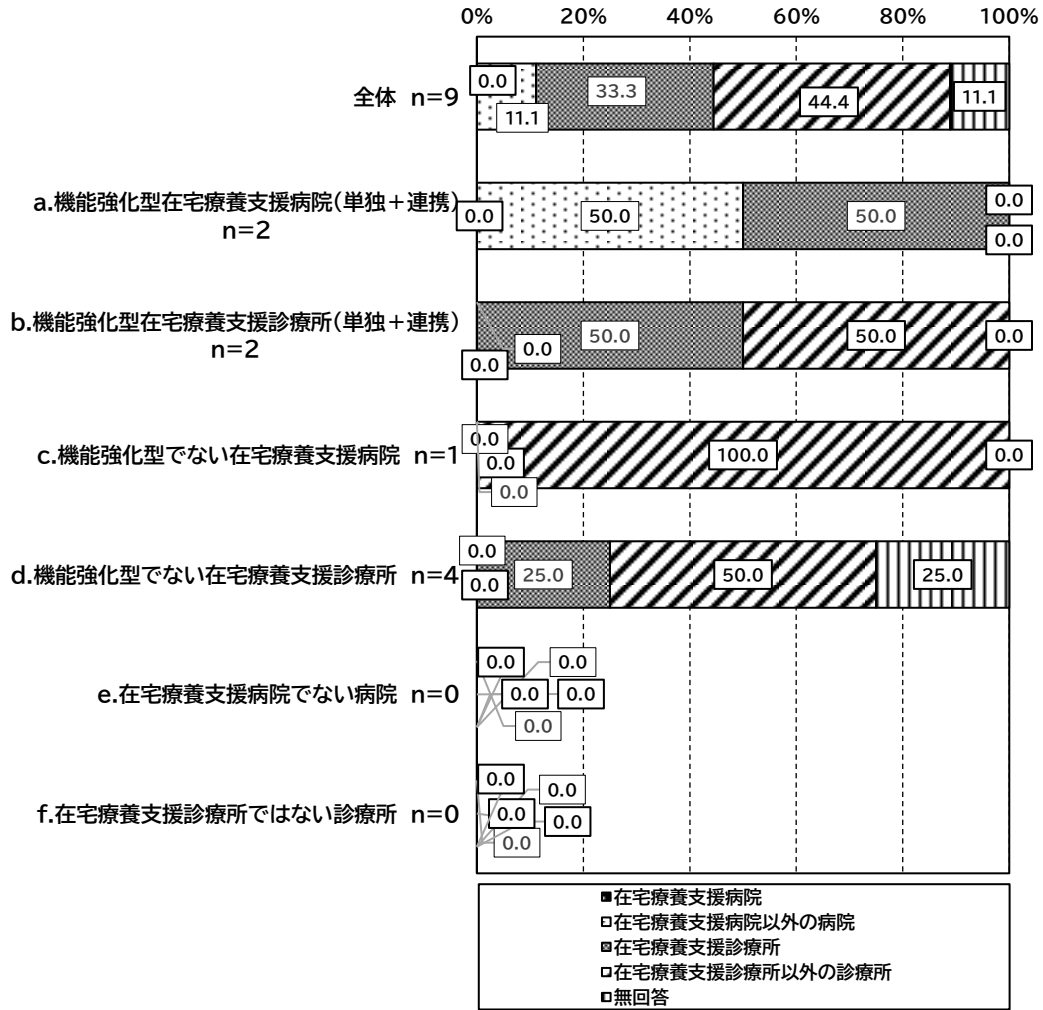 0% 20% 40% 60% 80% 100%
全体 n=9
0.0
11.1
33.3
44.4
11.1
a.機能強化型在宅療養支援病院(単独+連携)
n=2
0.0
50.0
50.0
0.0
0.0
b.機能強化型在宅療養支援診療所(単独+連携)
n=2
0.0
0.0
50.0
50.0
0.0
c.機能強化型でない在宅療養支援病院 n=1
0.0
0.0
0.0
100.0
0.0
d.機能強化型でない在宅療養支援診療所 n=4
0.0
0.0
25.0
50.0
25.0
e.在宅療養支援病院でない病院 n=0
0.0
0.0
0.0
0.0
0.0
f.在宅療養支援診療所ではない診療所 n=0
0.0
0.0
0.0
0.0
0.0
在宅療養支援病院
在宅療養支援病院以外の病院
在宅療養支援診療所
在宅療養支援診療所以外の診療所
無回答